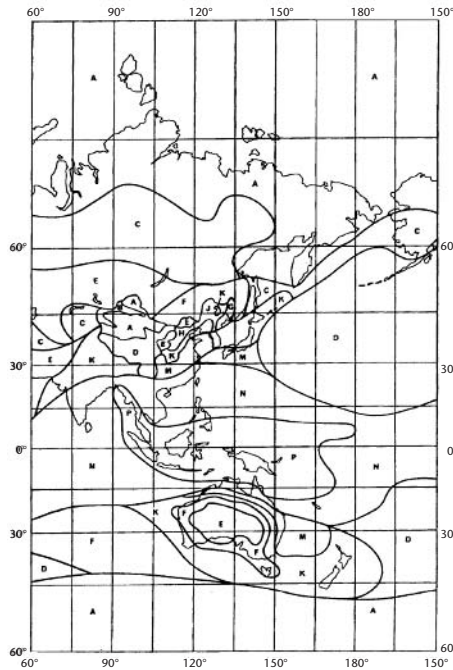 60° 90° 120° 150° 180° 150°
A A
A
C C
60° 60
E A F K C K
C A J G
E
H
C D
E K D E K M 30
30°
M
N
P
0° P 0
M N
K F
E
30° F M D 30
F
D K
A A
60° 60
60° 90° 120° 150° 180° 150°